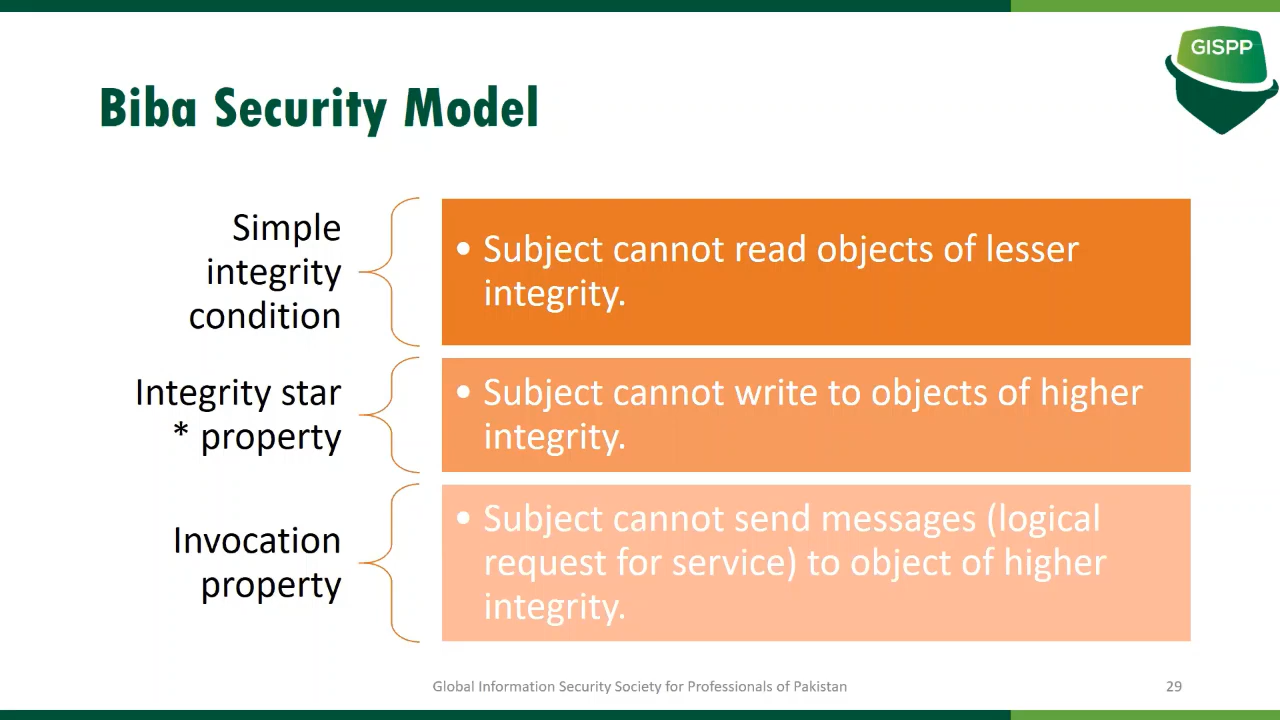 GISPP
Biba Security Model
Simple
integrity
condition
• Subject cannot read objects of lesser
integrity.
Integrity star
* property
• Subject cannot write to objects of higher
integrity.
Invocation
property
• Subject cannot send messages (logical
request for service) to object of higher
integrity.
Global Information Security Society for Professionals of Pakistan
29